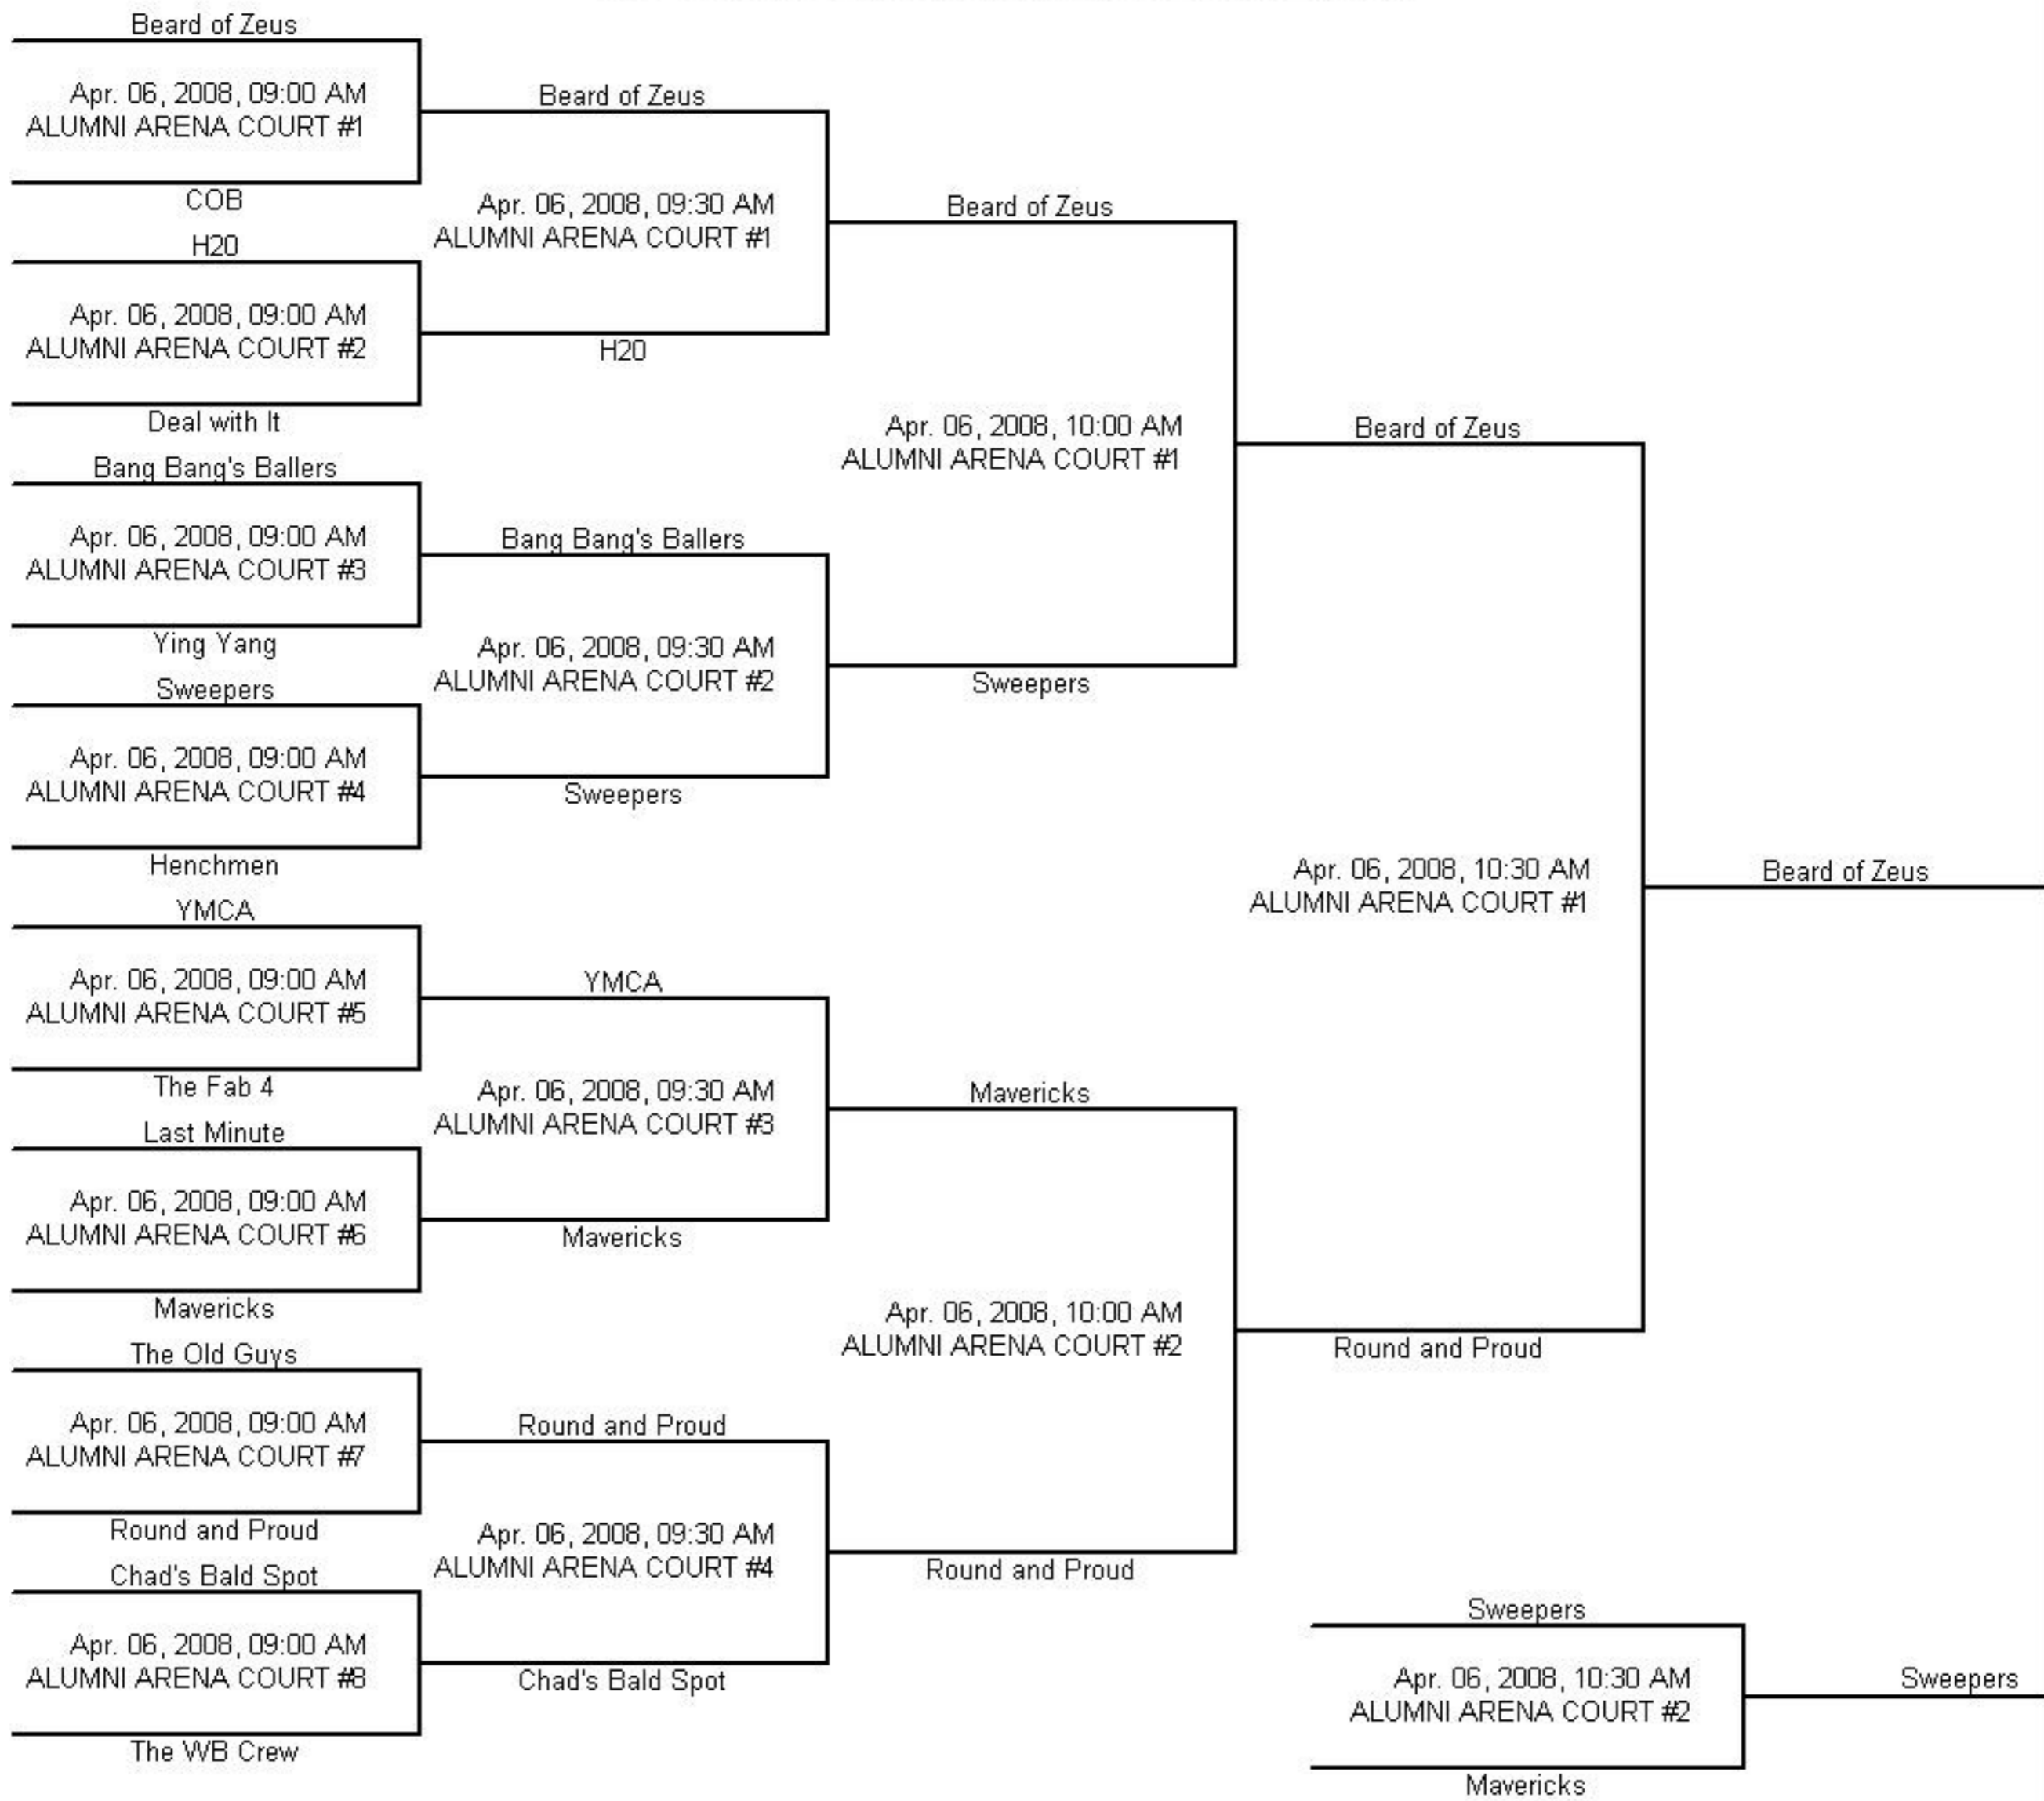 Beard of Zeus
Apr. 06, 2008, 09:00 AM
ALUMNI ARENA COURT #1
COB
H20
Apr. 06, 2008, 09:00 AM
ALUMNI ARENA COURT #2
Deal with It
Bang Bang's Ballers
Apr. 06, 2008, 09:00 AM
ALUMNI ARENA COURT #3
Ying Yang
Sweepers
Apr. 06, 2008, 09:00 AM
ALUMNI ARENA COURT #4
Henchmen
YMCA
Apr. 06, 2008, 09:00 AM
ALUMNI ARENA COURT #5
The Fab 4
Last Minute
Apr. 06, 2008, 09:00 AM
ALUMNI ARENA COURT #6
Mavericks
The Old Guys
Apr. 06, 2008, 09:00 AM
ALUMNI ARENA COURT #7
Round and Proud
Chad's Bald Spot
Apr. 06, 2008, 09:00 AM
ALUMNI ARENA COURT #8
The WB Crew
Beard of Zeus
Apr. 06, 2008, 09:30 AM
ALUMNI ARENA COURT #1
H20
Bang Bang's Ballers
Apr. 06, 2008, 09:30 AM
ALUMNI ARENA COURT #2
Sweepers
YMCA
Apr. 06, 2008, 09:30 AM
ALUMNI ARENA COURT #3
Mavericks
Round and Proud
Apr. 06, 2008, 09:30 AM
ALUMNI ARENA COURT #4
Chad's Bald Spot
Beard of Zeus
Apr. 06, 2008, 10:00 AM
ALUMNI ARENA COURT #1
Sweepers
Mavericks
Apr. 06, 2008, 10:00 AM
ALUMNI ARENA COURT #2
Round and Proud
Beard of Zeus
Apr. 06, 2008, 10:30 AM
ALUMNI ARENA COURT #1
Round and Proud
Beard of Zeus
Sweepers
Apr. 06, 2008, 10:30 AM
ALUMNI ARENA COURT #2
Mavericks
Sweepers